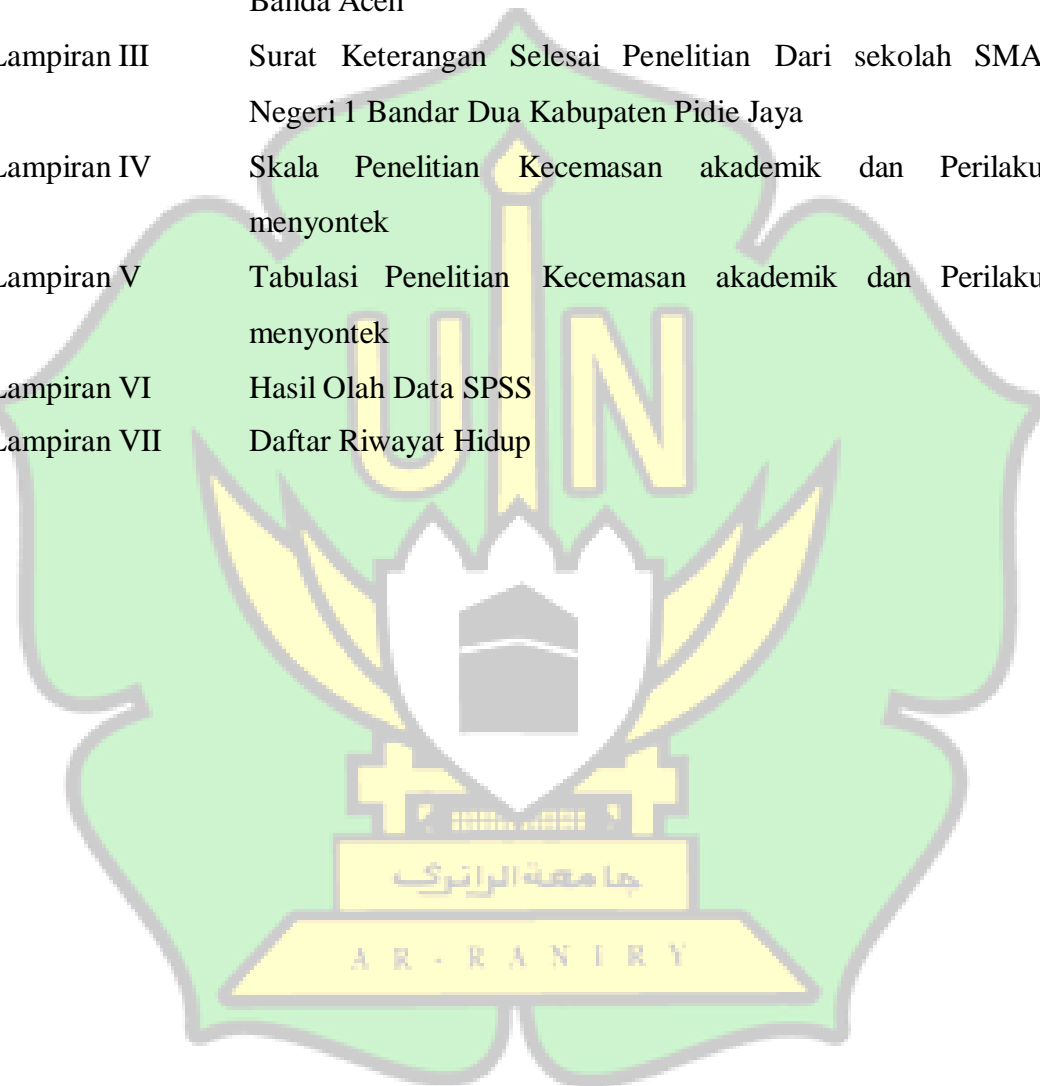 Banda Aceh
Lampiran III Surat Keterangan Selesai Penelitian Dari sekolah SMA
Negeri 1 Bandar Dua Kabupaten Pidie Jaya
Lampiran IV Skala Penelitian Kecemasan akademik dan Perilaku
menyontek
Lampiran V Tabulasi Penelitian Kecemasan akademik dan Perilaku
menyontek
Lampiran VI Hasil Olah Data SPSS
Lampiran VII Daftar Riwayat Hidup
UIN
جامعة الرانري
AR-RANIRY